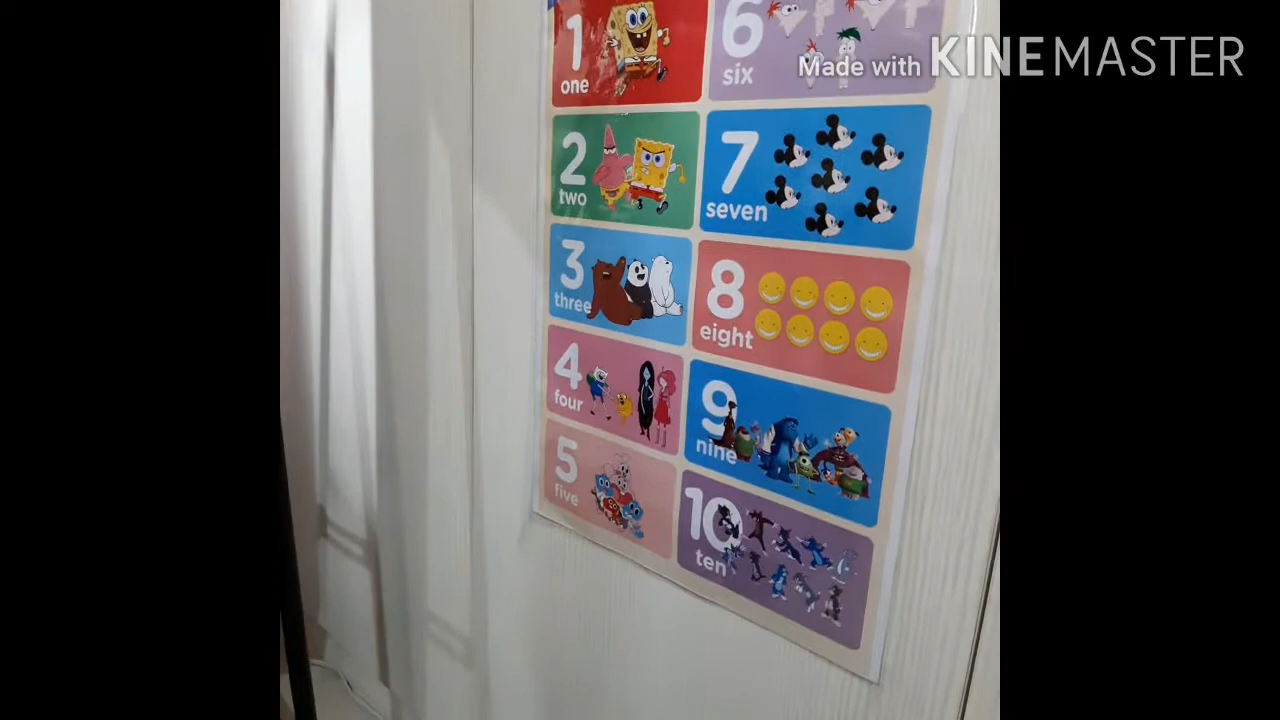 Made with KINEMASTER
1
one
2
two
3
three
4
four
5
five
6
six
7
seven
8
eight
9
nine
10
ten